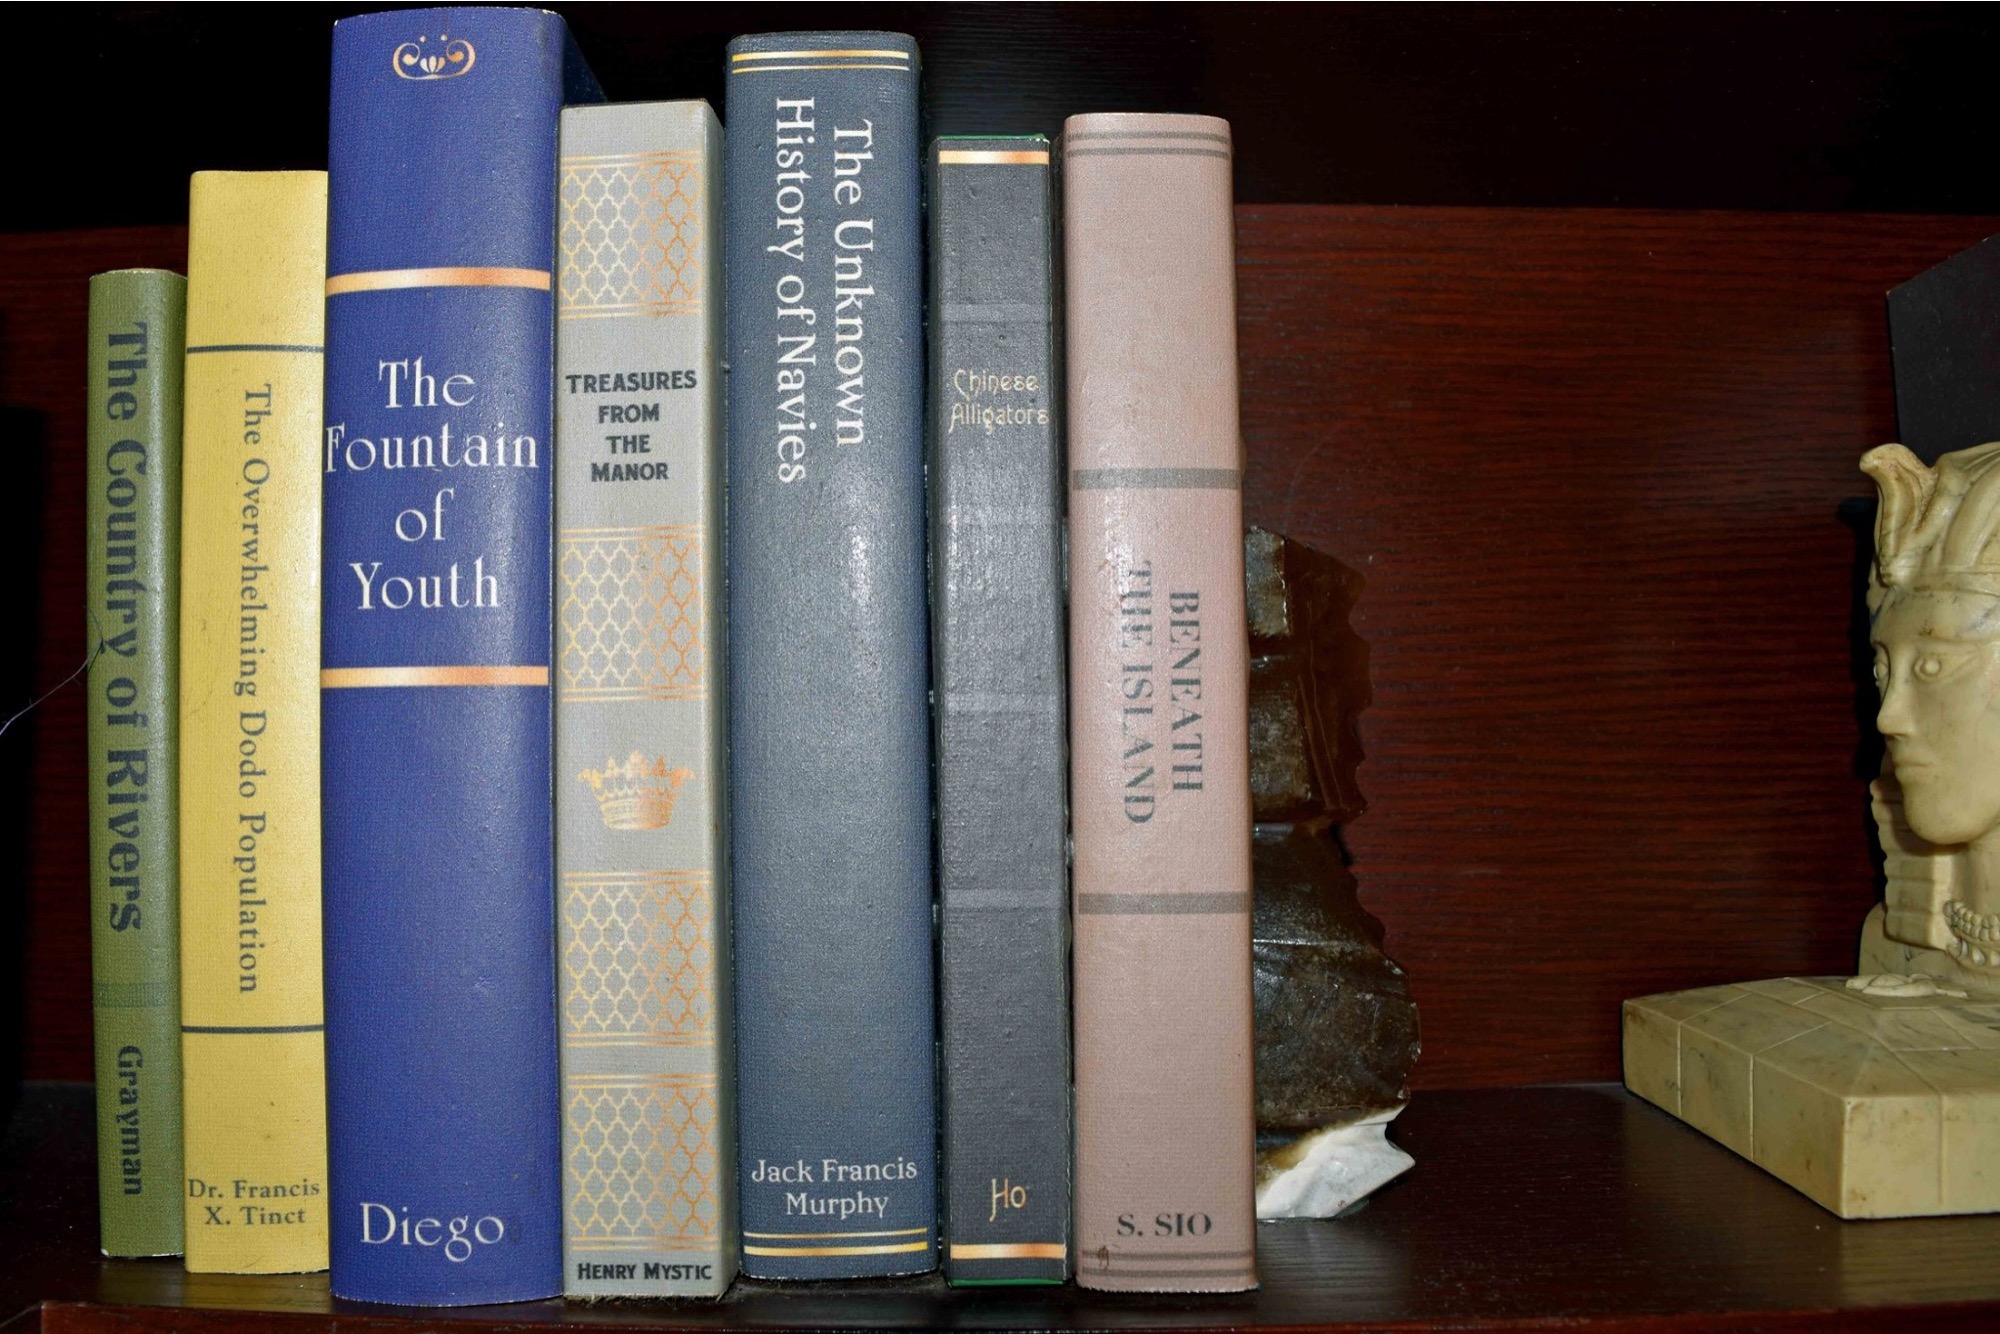 The Country of Rivers
Grayman
The Overwhelming Dodo Population
Dr. Francis
X. Tinct
The
Fountain
of
Youth
Diego
TREASURES
FROM
THE
MANOR
HENRY MYSTIC
The Unknown
History of Navies
Jack Francis
Murphy
Chinese
Alligators
Ho
BENEATH
THE ISLAND
S. SIO